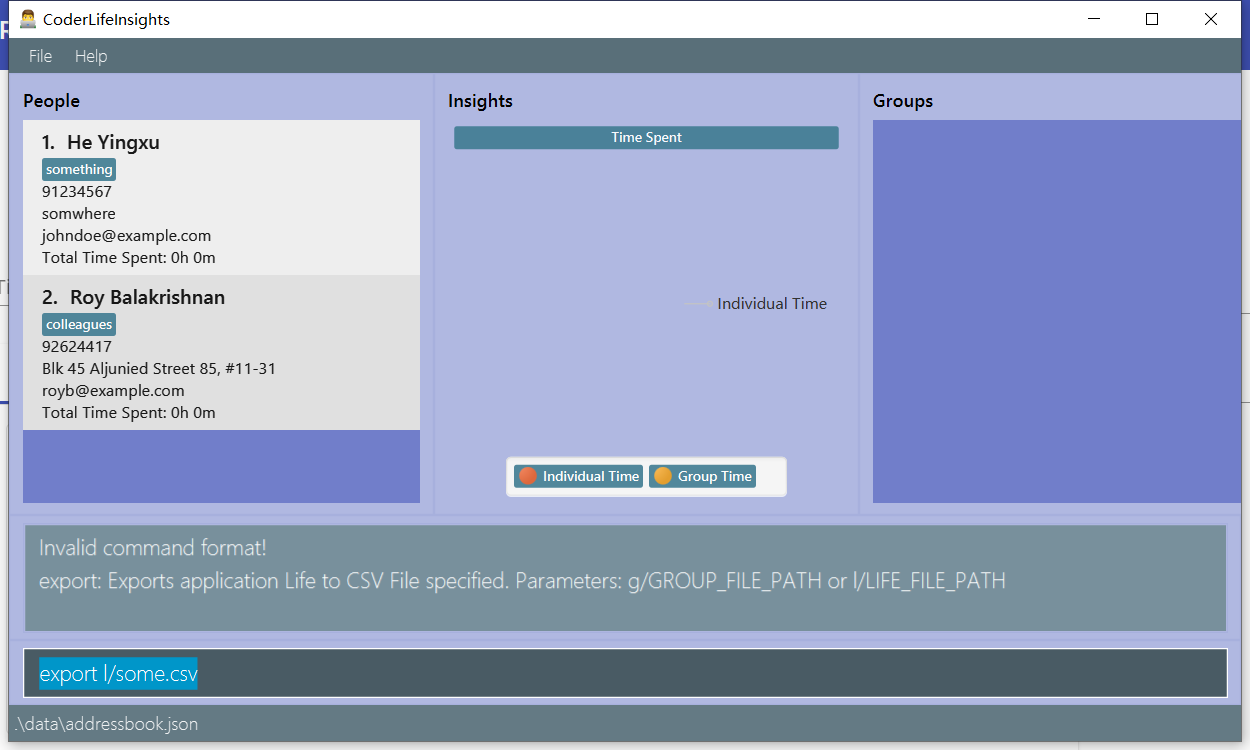 CoderLifeInsights
File Help
People
1. He Yingxu
something
91234567
somwhere
johndoe@example.com
Total Time Spent: 0h 0m
2. Roy Balakrishnan
colleagues
92624417
Blk 45 Aljunied Street 85, #11-31
royb@example.com
Total Time Spent: 0h 0m
Insights
Time Spent
Individual Time
Individual Time Group Time
Groups
Invalid command format!
export: Exports application Life to CSV File specified. Parameters: g/GROUP_FILE_PATH or l/LIFE_FILE_PATH
export l/some.csv
.\data\addressbook.json